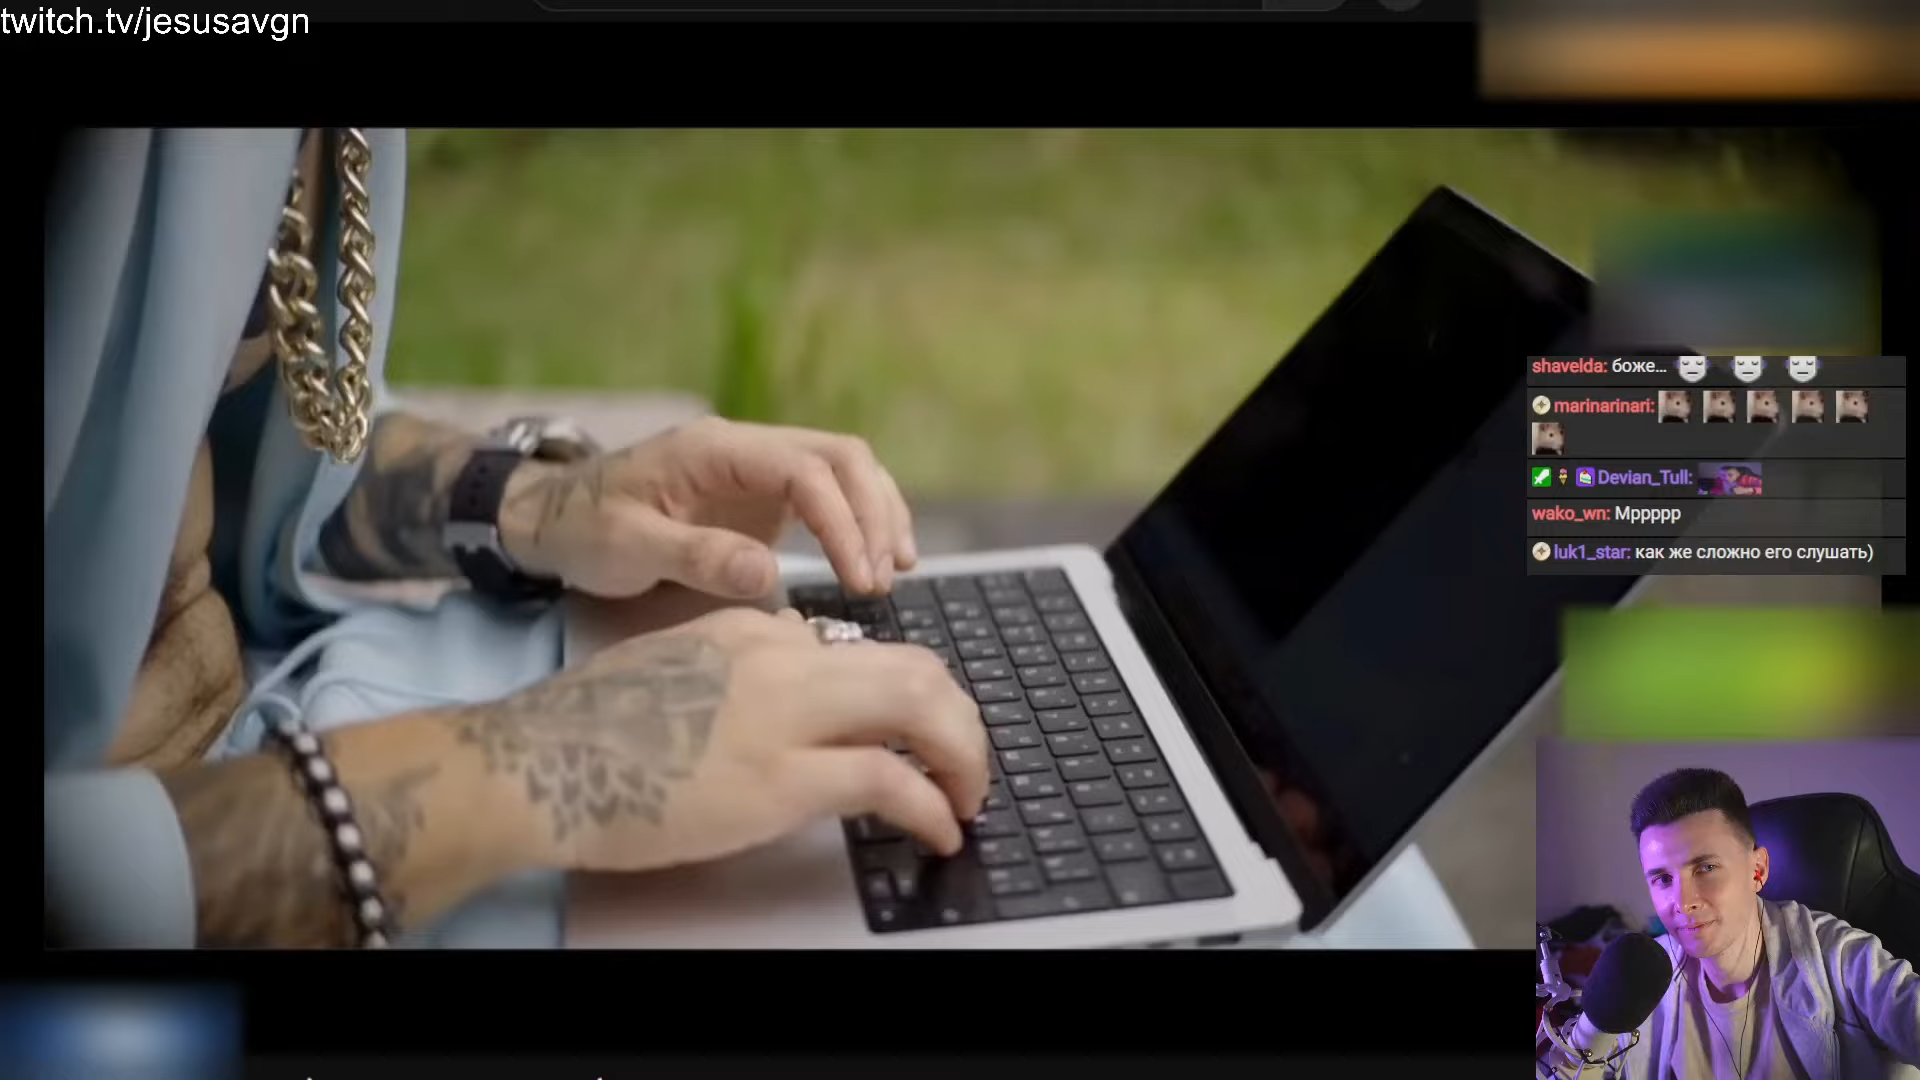 twitch.tv/jesusavgn
shavelda: боже...
marinarinari:
Devian_Tull:
wako_wn: Мррррр
luk1_star: как же сложно его слушать)